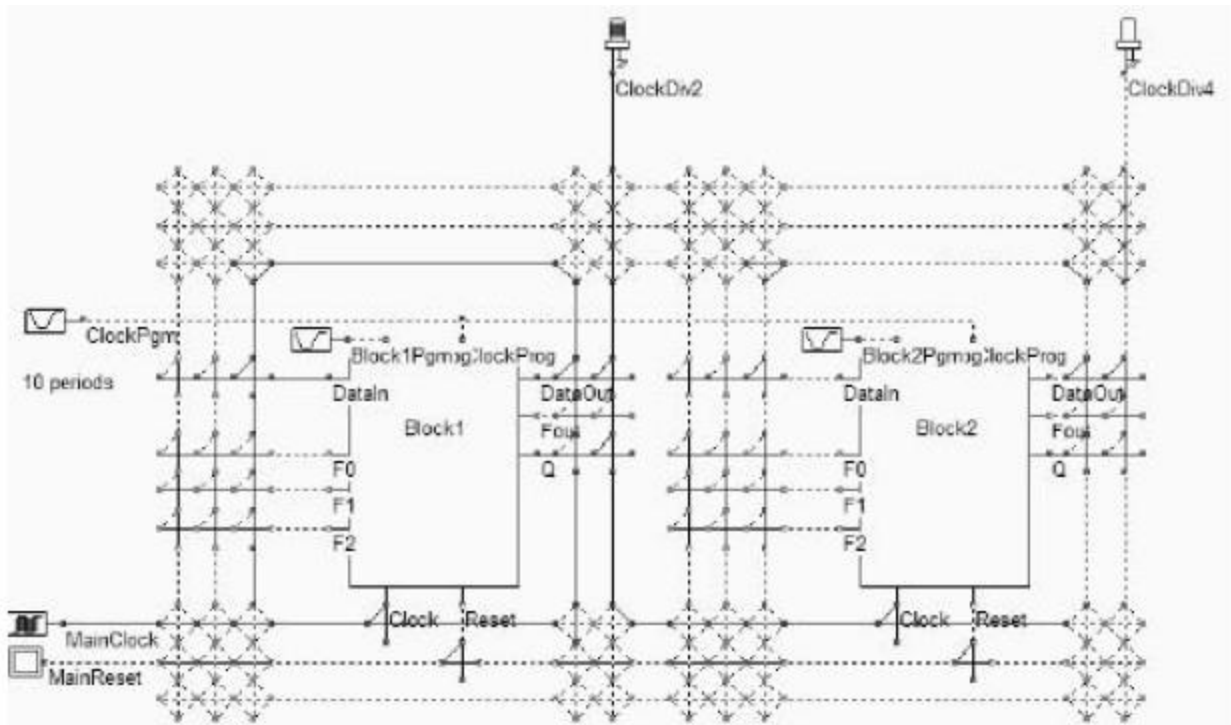 ClockDiv2
ClockDiv4
ClockPgm
10 periods
Block1Pgm
ClockProg
DataIn
DataOut
Block1
Fout
F0
Q
F1
F2
Clock
Reset
Block2Pgm
ClockProg
DataIn
DataOut
Block2
Fout
F0
Q
F1
F2
Clock
Reset
MainClock
MainReset